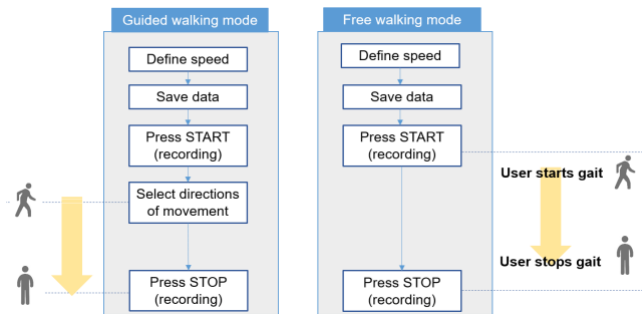 Guided walking mode
Define speed
Save data
Press START
(recording)
Select directions
of movement
Press STOP
(recording)
Free walking mode
Define speed
Save data
Press START
(recording)
User starts gait
User stops gait
Press STOP
(recording)